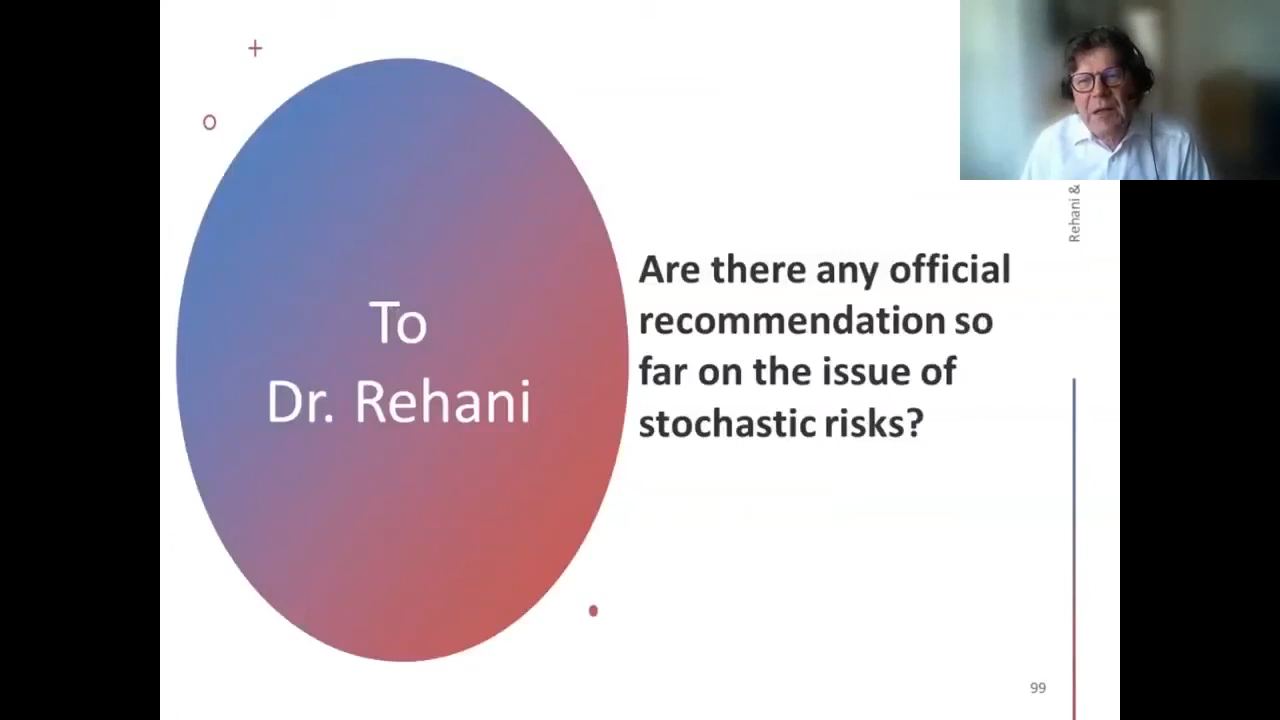 To
Dr. Rehani
Are there any official
recommendation so
far on the issue of
stochastic risks?
Rehani &
99